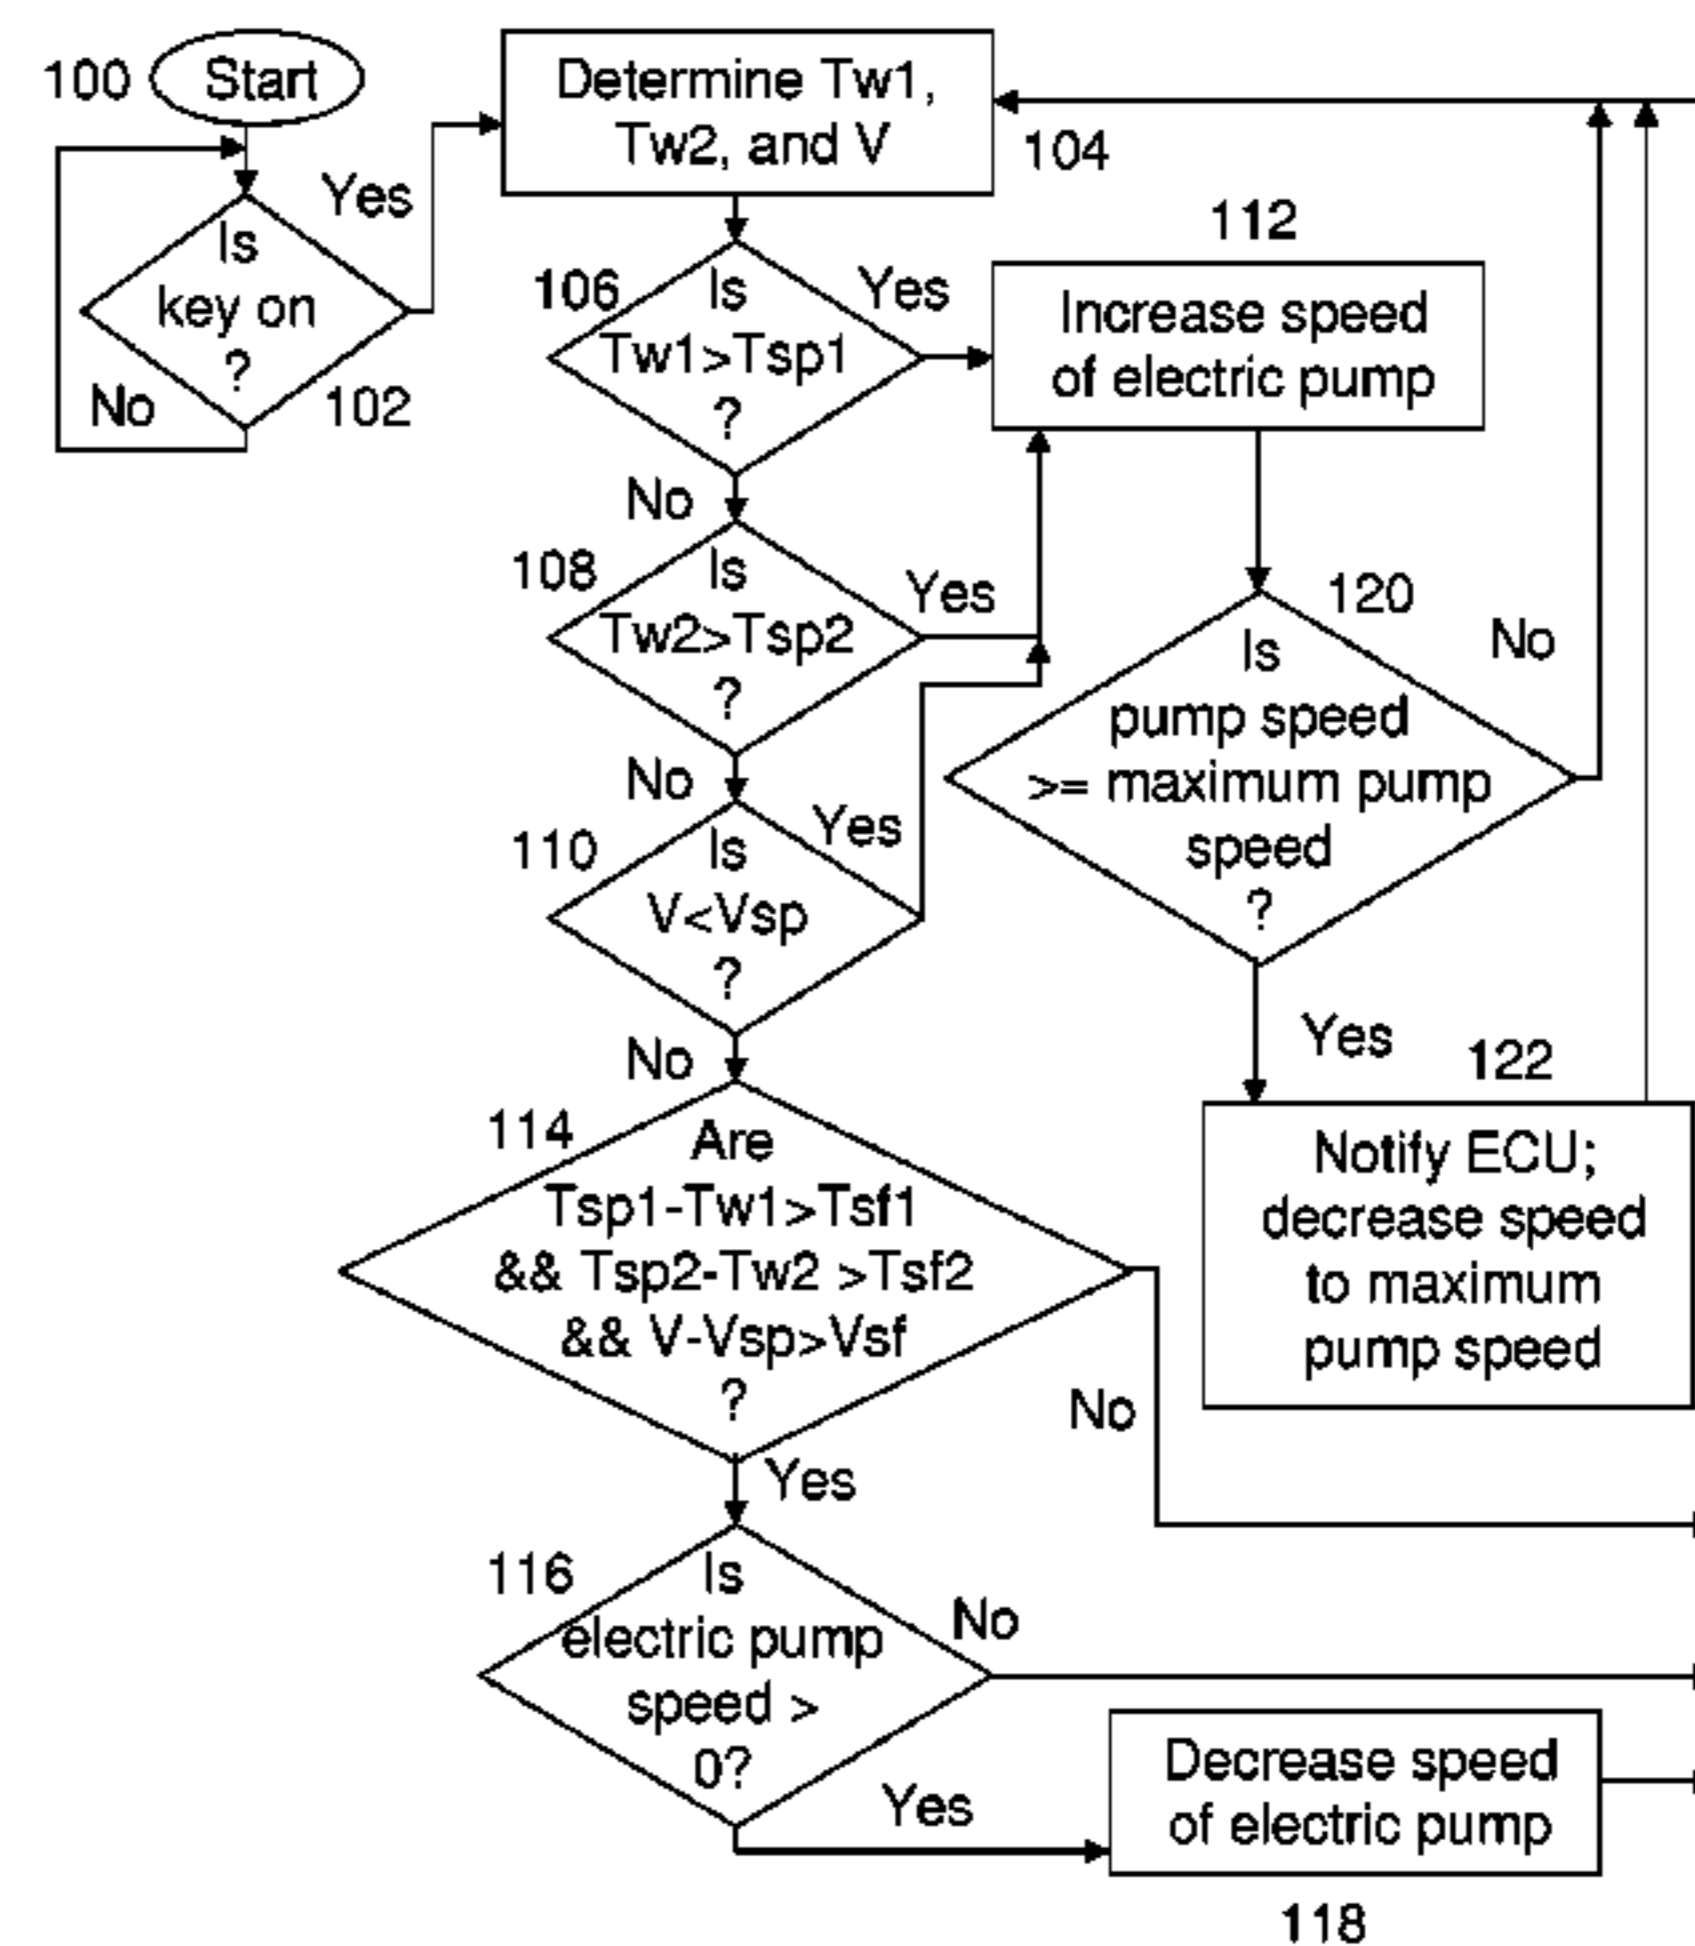 100
Start
Is
key on
?
Yes
No
102
Determine Tw1,
Tw2, and V
104
106
Is
Tw1>Tsp1
?
Yes
No
112
Increase speed
of electric pump
108
Is
Tw2>Tsp2
?
Yes
No
110
Is
V<Vsp
?
Yes
No
120
Is
pump speed
>= maximum pump
speed
?
No
Yes
122
Notify ECU;
decrease speed
to maximum
pump speed
114
Are
Tsp1-Tw1>Tsf1
&& Tsp2-Tw2 >Tsf2
&& V-Vsp>Vsf
?
No
Yes
116
Is
electric pump
speed >
0?
No
Yes
Decrease speed
of electric pump
118